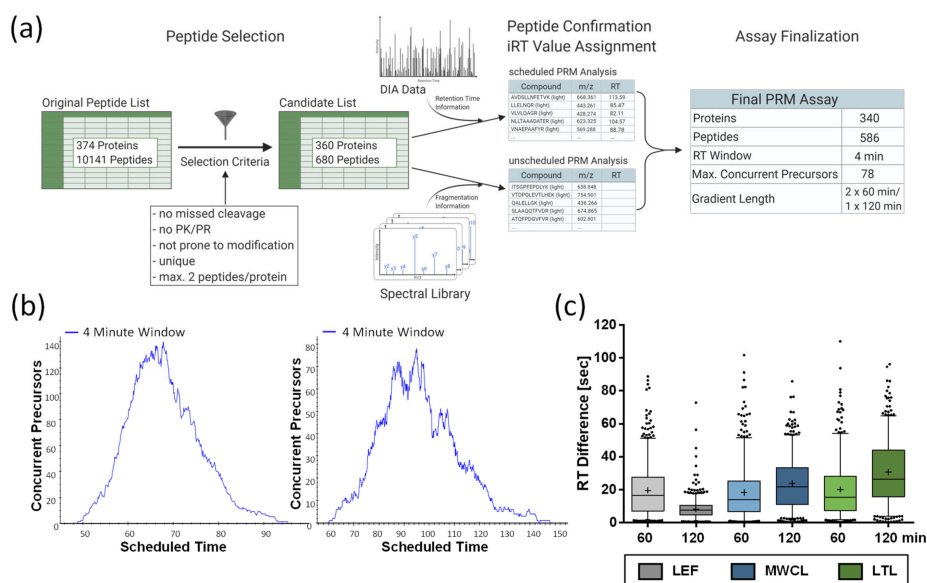 (a)
Peptide Selection
Peptide Confirmation
iRT Value Assignment
Assay Finalization
Intensity
Retention Time
DIA Data
Retention Time
Information
Original Peptide List
374 Proteins
10141 Peptides
Selection Criteria
- no missed cleavage
- no PK/PR
- not prone to modification
- unique
- max. 2 peptides/protein
Candidate List
360 Proteins
680 Peptides
Fragmentation
Information
Intensity
m/z
Spectral Library
scheduled PRM Analysis
Compound m/z RT
AVDSLLNFETVK (light) 668.361 113.59
LLELNQR (light) 443.261 85.47
VLVLQAGR (light) 428.274 82.11
NLLTAAADATER (light) 623.325 104.57
VNAEPAAFYR (light) 569.288 88.78
...
unscheduled PRM Analysis
Compound m/z RT
ITSGPFEPDLYK (light) 638.848
VTDPQLEVTLHEK (light) 754.901
QALELLGK (light) 436.266
SLAAQQTFVDR (light) 674.865
ATQFPDGVFVR (light) 602.801
...
Final PRM Assay
Proteins 340
Peptides 586
RT Window 4 min
Max. Concurrent Precursors 78
Gradient Length 2 x 60 min/
1 x 120 min
(b)
4 Minute Window
Concurrent Precursors
140
120
100
80
60
40
20
0
50 60 70 80 90
Scheduled Time
4 Minute Window
Concurrent Precursors
80
70
60
50
40
30
20
10
0
60 70 80 90 100 110 120 130 140 150
Scheduled Time
(c)
RT Difference [sec]
120
100
80
60
40
20
0
60 120 60 120 60 120 min
LEF MWCL LTL